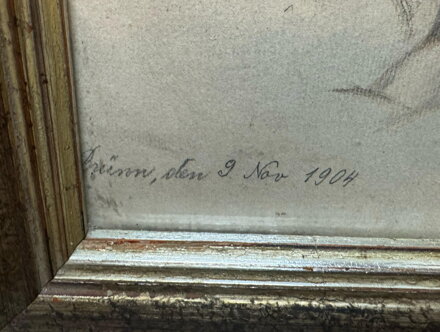 Brünn, den 9 Nov 1904